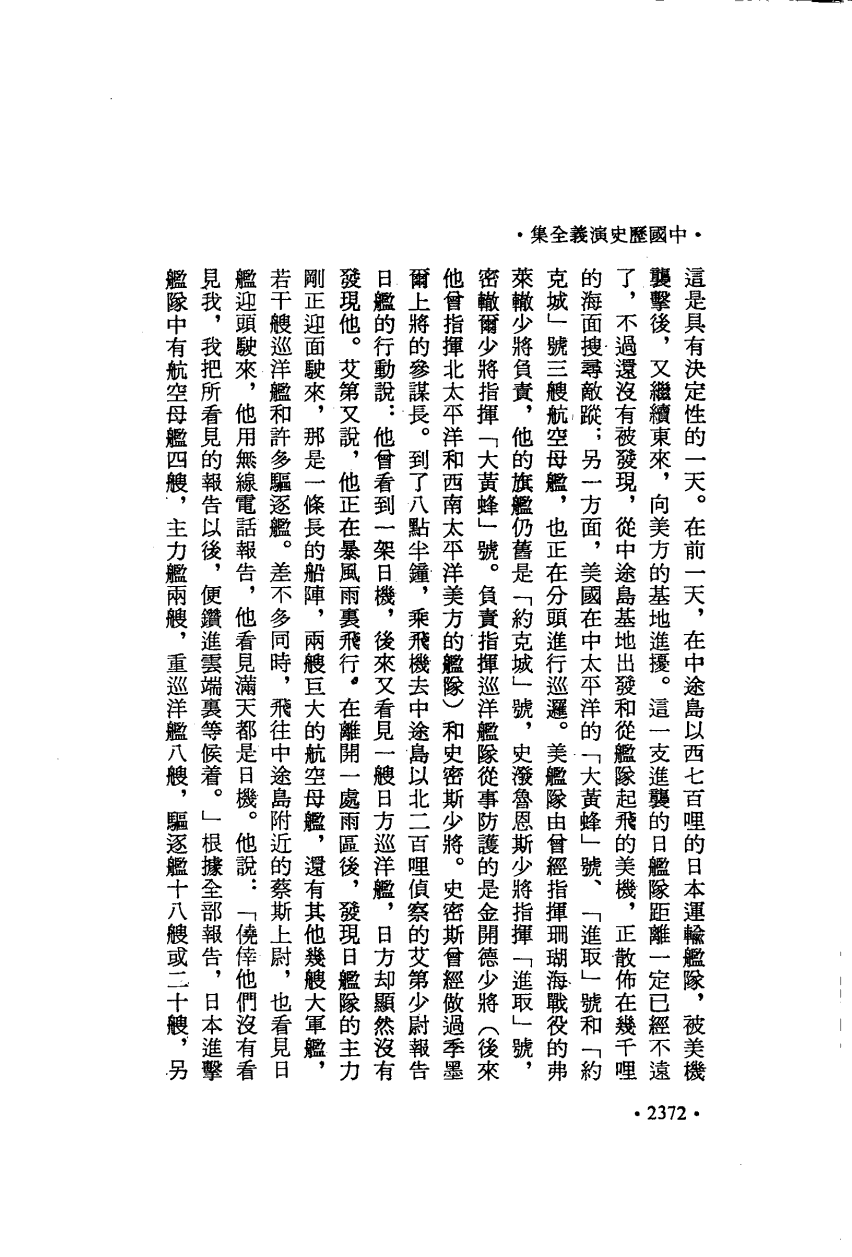 •中國歷史演義全集•
這是具有決定性的一天。在前一天，在中途島以西七百哩的日本運輸艦隊，被美機
襲擊後，又繼續東來，向美方的基地進擾。這一支進襲的日艦隊距離一定已經不遠
了，不過還沒有被發現，從中途島基地出發和從艦隊起飛的美機，正散佈在幾千哩
的海面搜尋敵蹤；另一方面，美國在中太平洋的「大黃蜂」號、「進取」號和「約
克城」號三艘航空母艦，也正在分頭進行巡邏。美艦隊由曾經指揮珊瑚海戰役的弗
萊轍少將負責，他的旗艦仍舊是「約克城」號，史潑魯恩斯少將指揮「進取」號，
密轍爾少將指揮「大黃蜂」號。負責指揮巡洋艦隊從事防護的是金開德少將（後來
他曾指揮北太平洋和西南太平洋美方的艦隊）和史密斯少將。史密斯曾經做過季墨
爾上將的參謀長。到了八點半鐘，乘飛機去中途島以北二百哩偵察的艾第少尉報告
日艦的行動說：他曾看到一架日機，後來又看見一艘日方巡洋艦，日方却顯然沒有
發現他。艾第又說，他正在暴風雨裏飛行。在離開一處雨區後，發現日艦隊的主力
剛正迎面駛來，那是一條長的船陣，兩艘巨大的航空母艦，還有其他幾艘大軍艦，
若干艘巡洋艦和許多驅逐艦。差不多同時，飛往中途島附近的蔡斯上尉，也看見日
艦迎頭駛來，他用無線電話報告，他看見滿天都是日機。他說：「僥倖他們沒有看
見我，我把所看見的報告以後，便鑽進雲端裏等候着。」根據全部報告，日本進擊
艦隊中有航空母艦四艘，主力艦兩艘，重巡洋艦八艘，驅逐艦十八艘或二十艘，另
•2372•